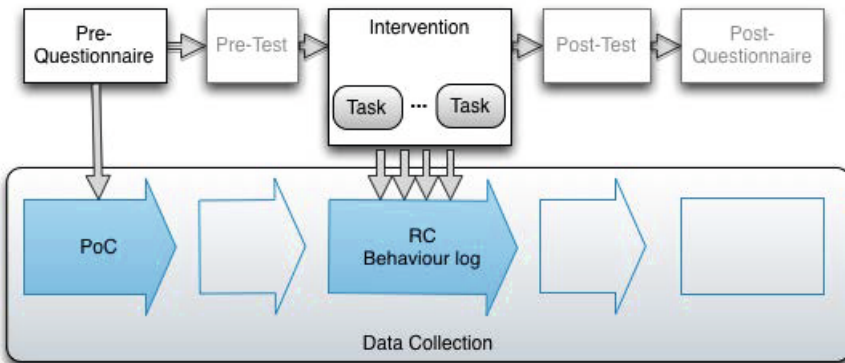 Pre-
Questionnaire
Pre-Test
Intervention
Task
...
Task
Post-Test
Post-
Questionnaire
PoC
RC
Behaviour log
Data Collection